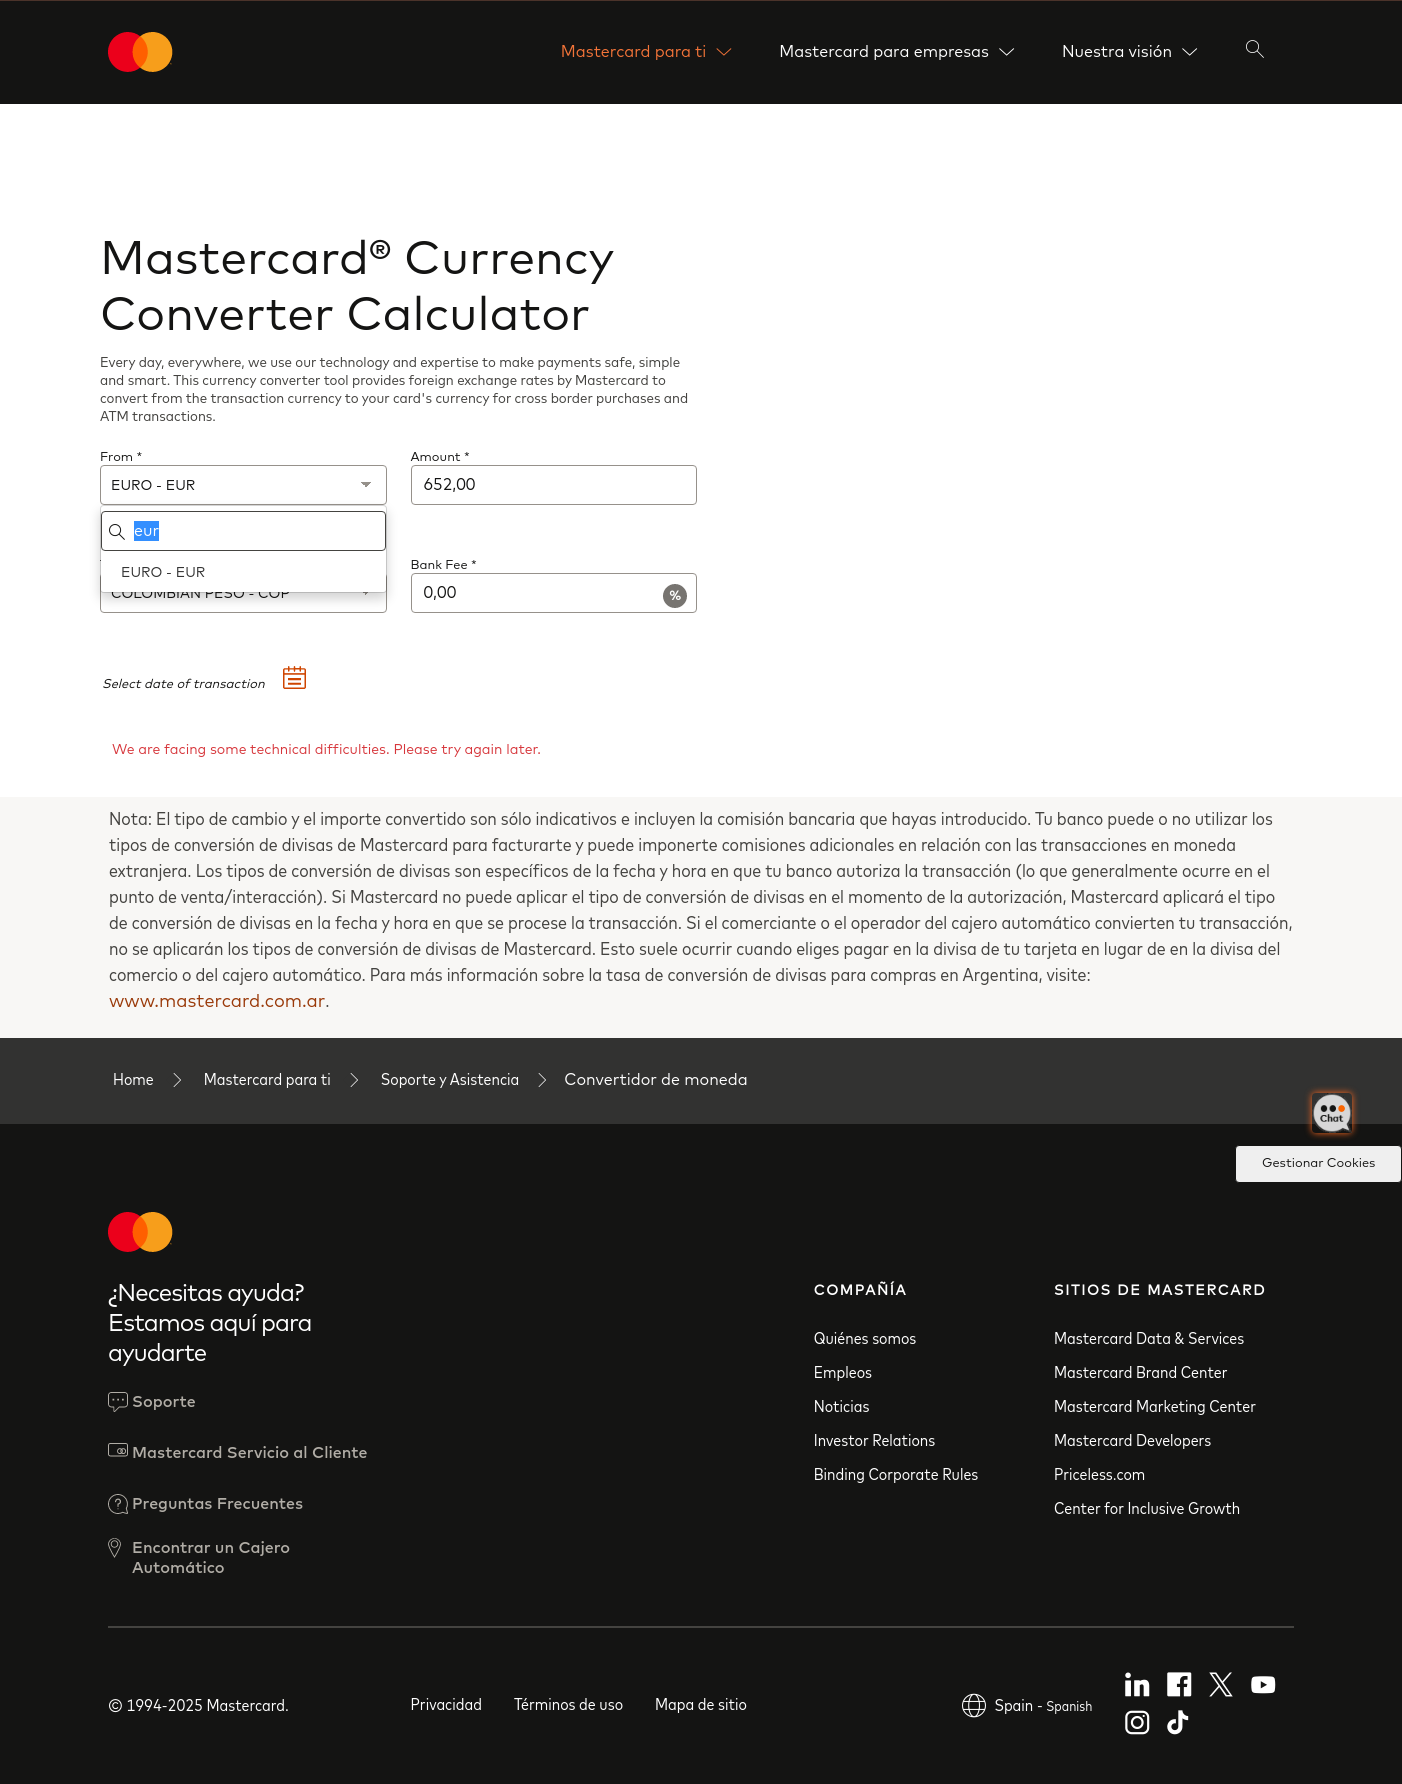 Mastercard para ti
Mastercard para empresas
Nuestra visión
Mastercard® Currency
Converter Calculator
Every day, everywhere, we use our technology and expertise to make payments safe, simple
and smart. This currency converter tool provides foreign exchange rates by Mastercard to
convert from the transaction currency to your card's currency for cross border purchases and
ATM transactions.
From *
Amount *
EURO - EUR
652,00
eur
EURO - EUR
Bank Fee *
COLOMBIAN PESO - COP
0,00
%
Select date of transaction
We are facing some technical difficulties. Please try again later.
Nota: El tipo de cambio y el importe convertido son sólo indicativos e incluyen la comisión bancaria que hayas introducido. Tu banco puede o no utilizar los
tipos de conversión de divisas de Mastercard para facturarte y puede imponerte comisiones adicionales en relación con las transacciones en moneda
extranjera. Los tipos de conversión de divisas son específicos de la fecha y hora en que tu banco autoriza la transacción (lo que generalmente ocurre en el
punto de venta/interacción). Si Mastercard no puede aplicar el tipo de conversión de divisas en el momento de la autorización, Mastercard aplicará el tipo
de conversión de divisas en la fecha y hora en que se procese la transacción. Si el comerciante o el operador del cajero automático convierten tu transacción,
no se aplicarán los tipos de conversión de divisas de Mastercard. Esto suele ocurrir cuando eliges pagar en la divisa de tu tarjeta en lugar de en la divisa del
comercio o del cajero automático. Para más información sobre la tasa de conversión de divisas para compras en Argentina, visite:
www.mastercard.com.ar.
Home
Mastercard para ti
Soporte y Asistencia
Convertidor de moneda
Chat
Gestionar Cookies
¿Necesitas ayuda?
Estamos aquí para
ayudarte
Soporte
Mastercard Servicio al Cliente
Preguntas Frecuentes
Encontrar un Cajero
Automático
COMPAÑÍA
Quiénes somos
Empleos
Noticias
Investor Relations
Binding Corporate Rules
SITIOS DE MASTERCARD
Mastercard Data & Services
Mastercard Brand Center
Mastercard Marketing Center
Mastercard Developers
Priceless.com
Center for Inclusive Growth
© 1994-2025 Mastercard.
Privacidad
Términos de uso
Mapa de sitio
Spain - Spanish